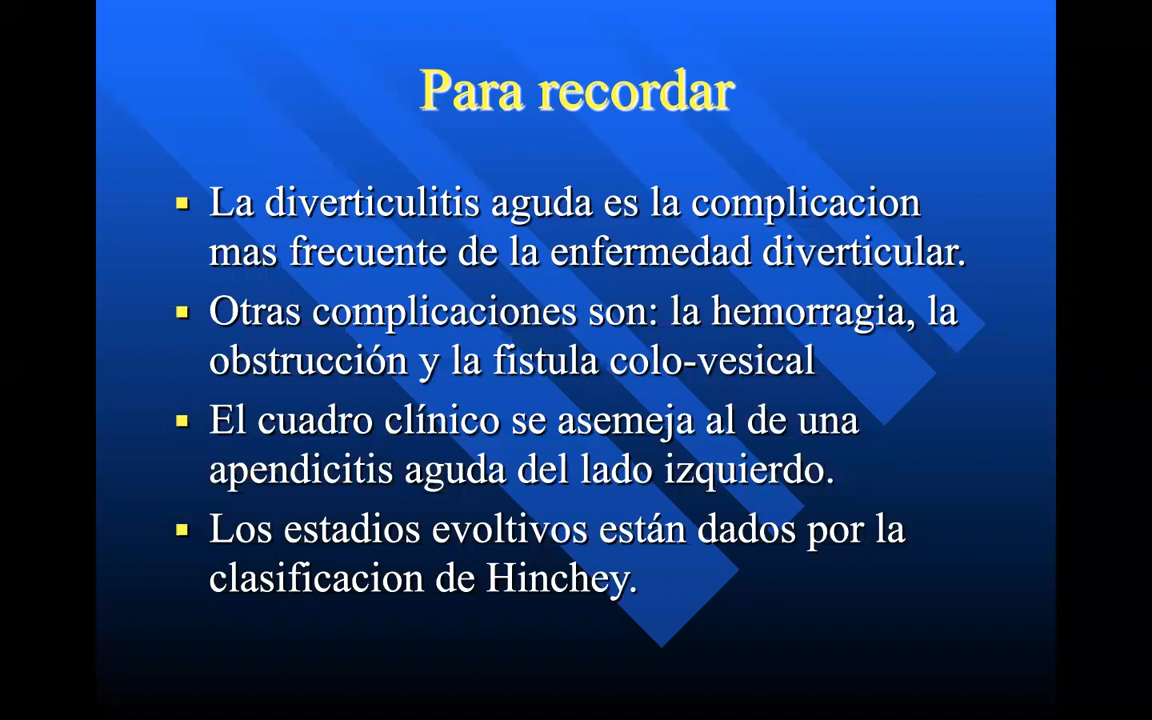 Para recordar
▪ La diverticulitis aguda es la complicacion
mas frecuente de la enfermedad diverticular.
▪ Otras complicaciones son: la hemorragia, la
obstrucción y la fistula colo-vesical
▪ El cuadro clínico se asemeja al de una
apendicitis aguda del lado izquierdo.
▪ Los estadios evoltivos están dados por la
clasificacion de Hinchey.